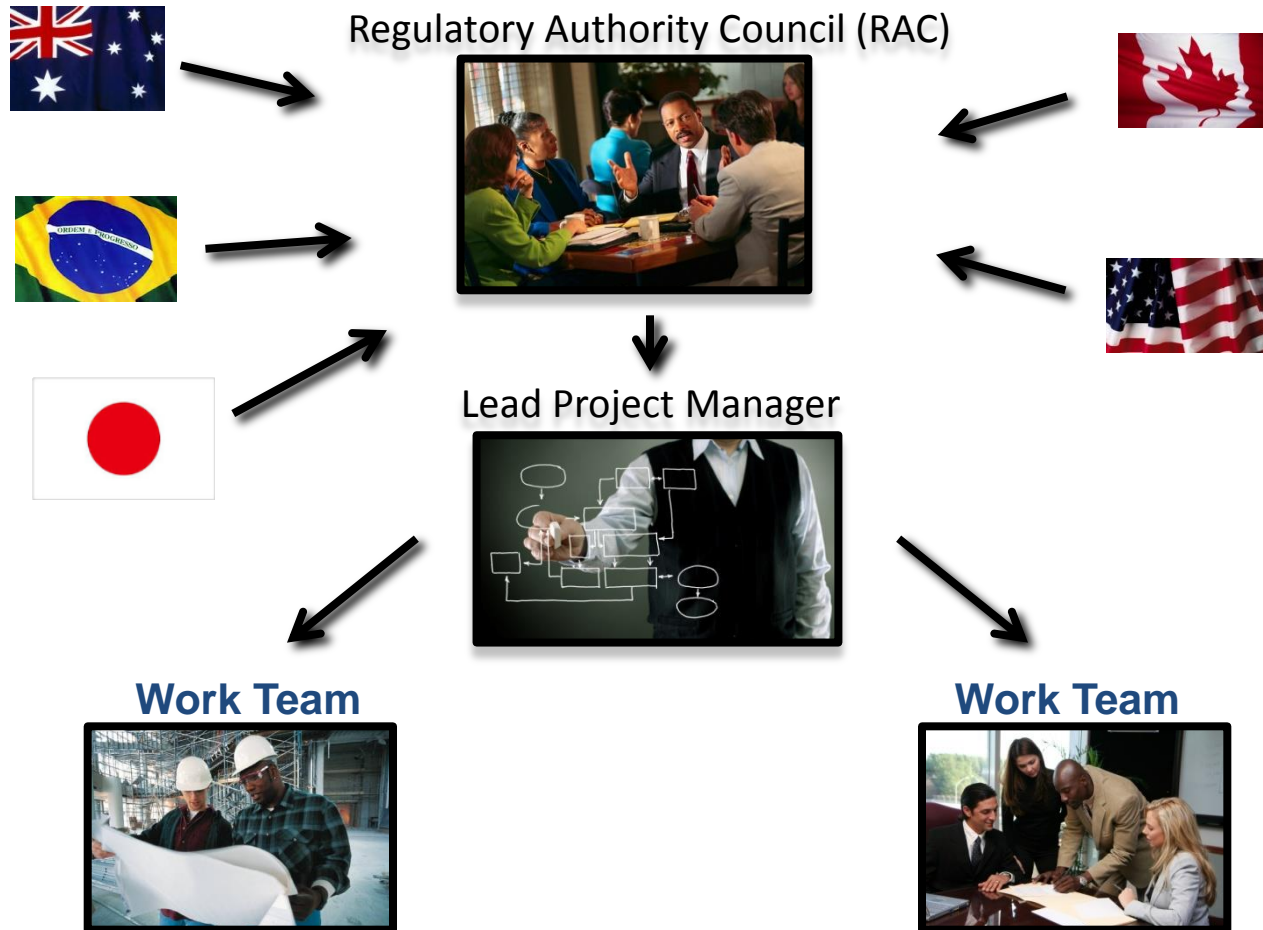 Regulatory Authority Council (RAC)
ORDEM E PROGRESSO
Lead Project Manager
Work Team
Work Team